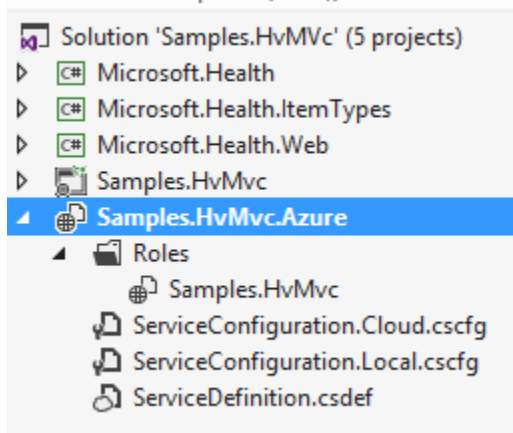 Solution 'Samples.HvMVc' (5 projects)
C# Microsoft.Health
C# Microsoft.Health.ItemTypes
C# Microsoft.Health.Web
Samples.HvMvc
Samples.HvMvc.Azure
Roles
Samples.HvMvc
ServiceConfiguration.Cloud.cscfg
ServiceConfiguration.Local.cscfg
ServiceDefinition.csdef